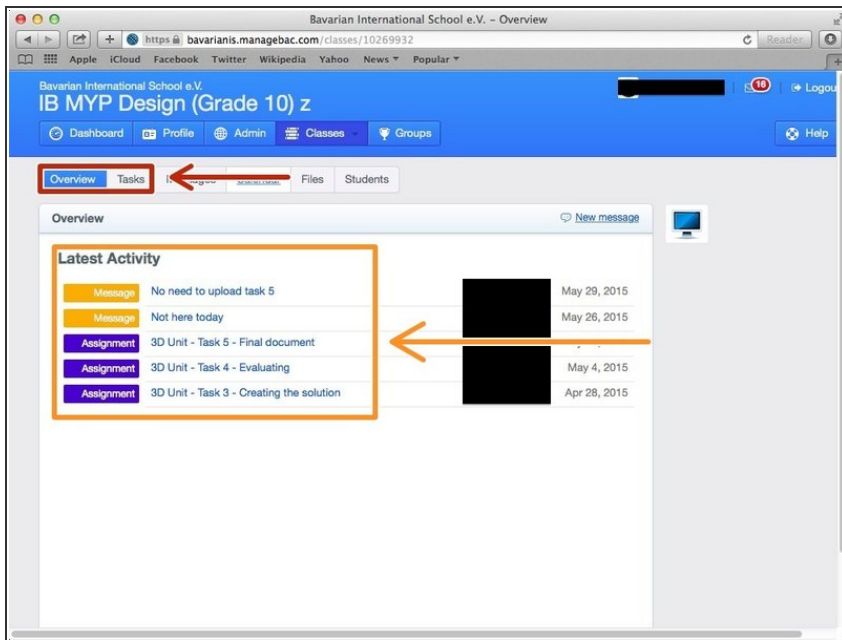 Bavarian International School e.V. – Overview
https bavarianis.managebac.com/classes/10269932
Reader
Apple iCloud Facebook Twitter Wikipedia Yahoo News Popular
Bavarian International School e.V.
16
Logou
IB MYP Design (Grade 10) z
Dashboard Profile Admin Classes Groups Help
Overview Tasks Files Students
Overview New message
Latest Activity
Message No need to upload task 5 May 29, 2015
Message Not here today May 26, 2015
Assignment 3D Unit - Task 5 - Final document
Assignment 3D Unit - Task 4 - Evaluating May 4, 2015
Assignment 3D Unit - Task 3 - Creating the solution Apr 28, 2015